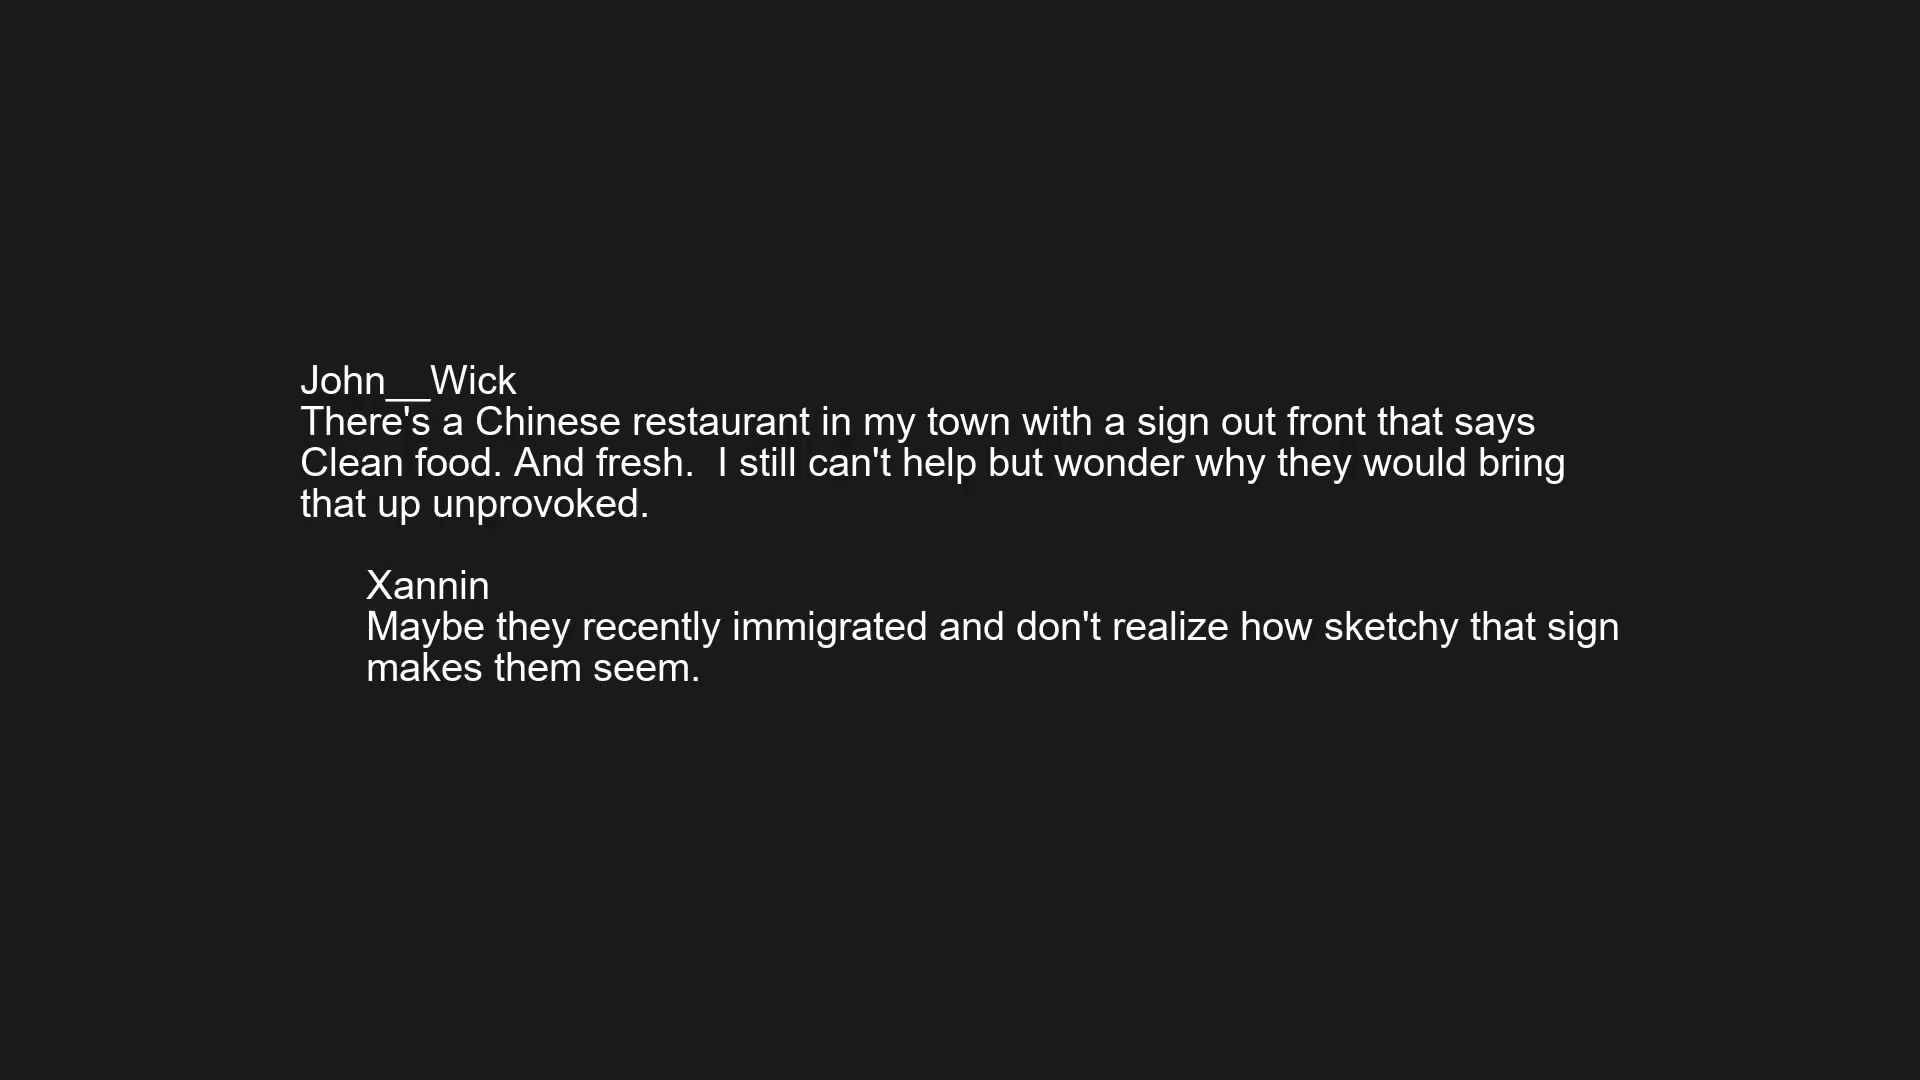 John__Wick
There's a Chinese restaurant in my town with a sign out front that says
Clean food. And fresh.  I still can't help but wonder why they would bring
that up unprovoked.
Xannin
Maybe they recently immigrated and don't realize how sketchy that sign
makes them seem.